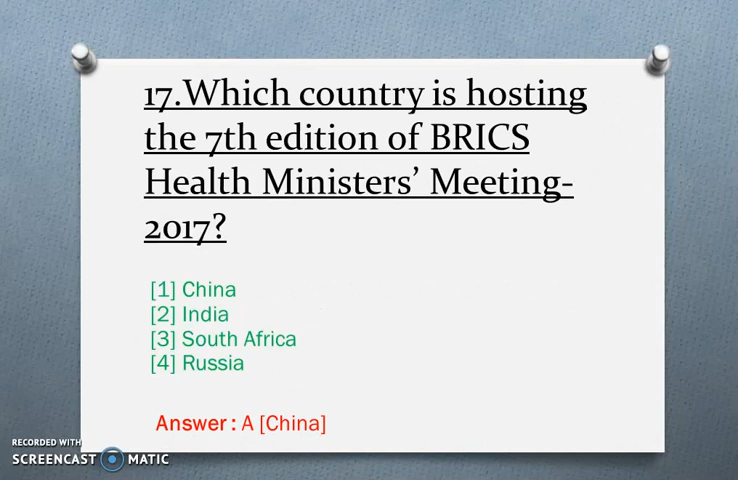 17.Which country is hosting
the 7th edition of BRICS
Health Ministers’ Meeting-
2017?
[1] China
[2] India
[3] South Africa
[4] Russia
Answer : A [China]
RECORDED WITH
SCREENCAST MATIC